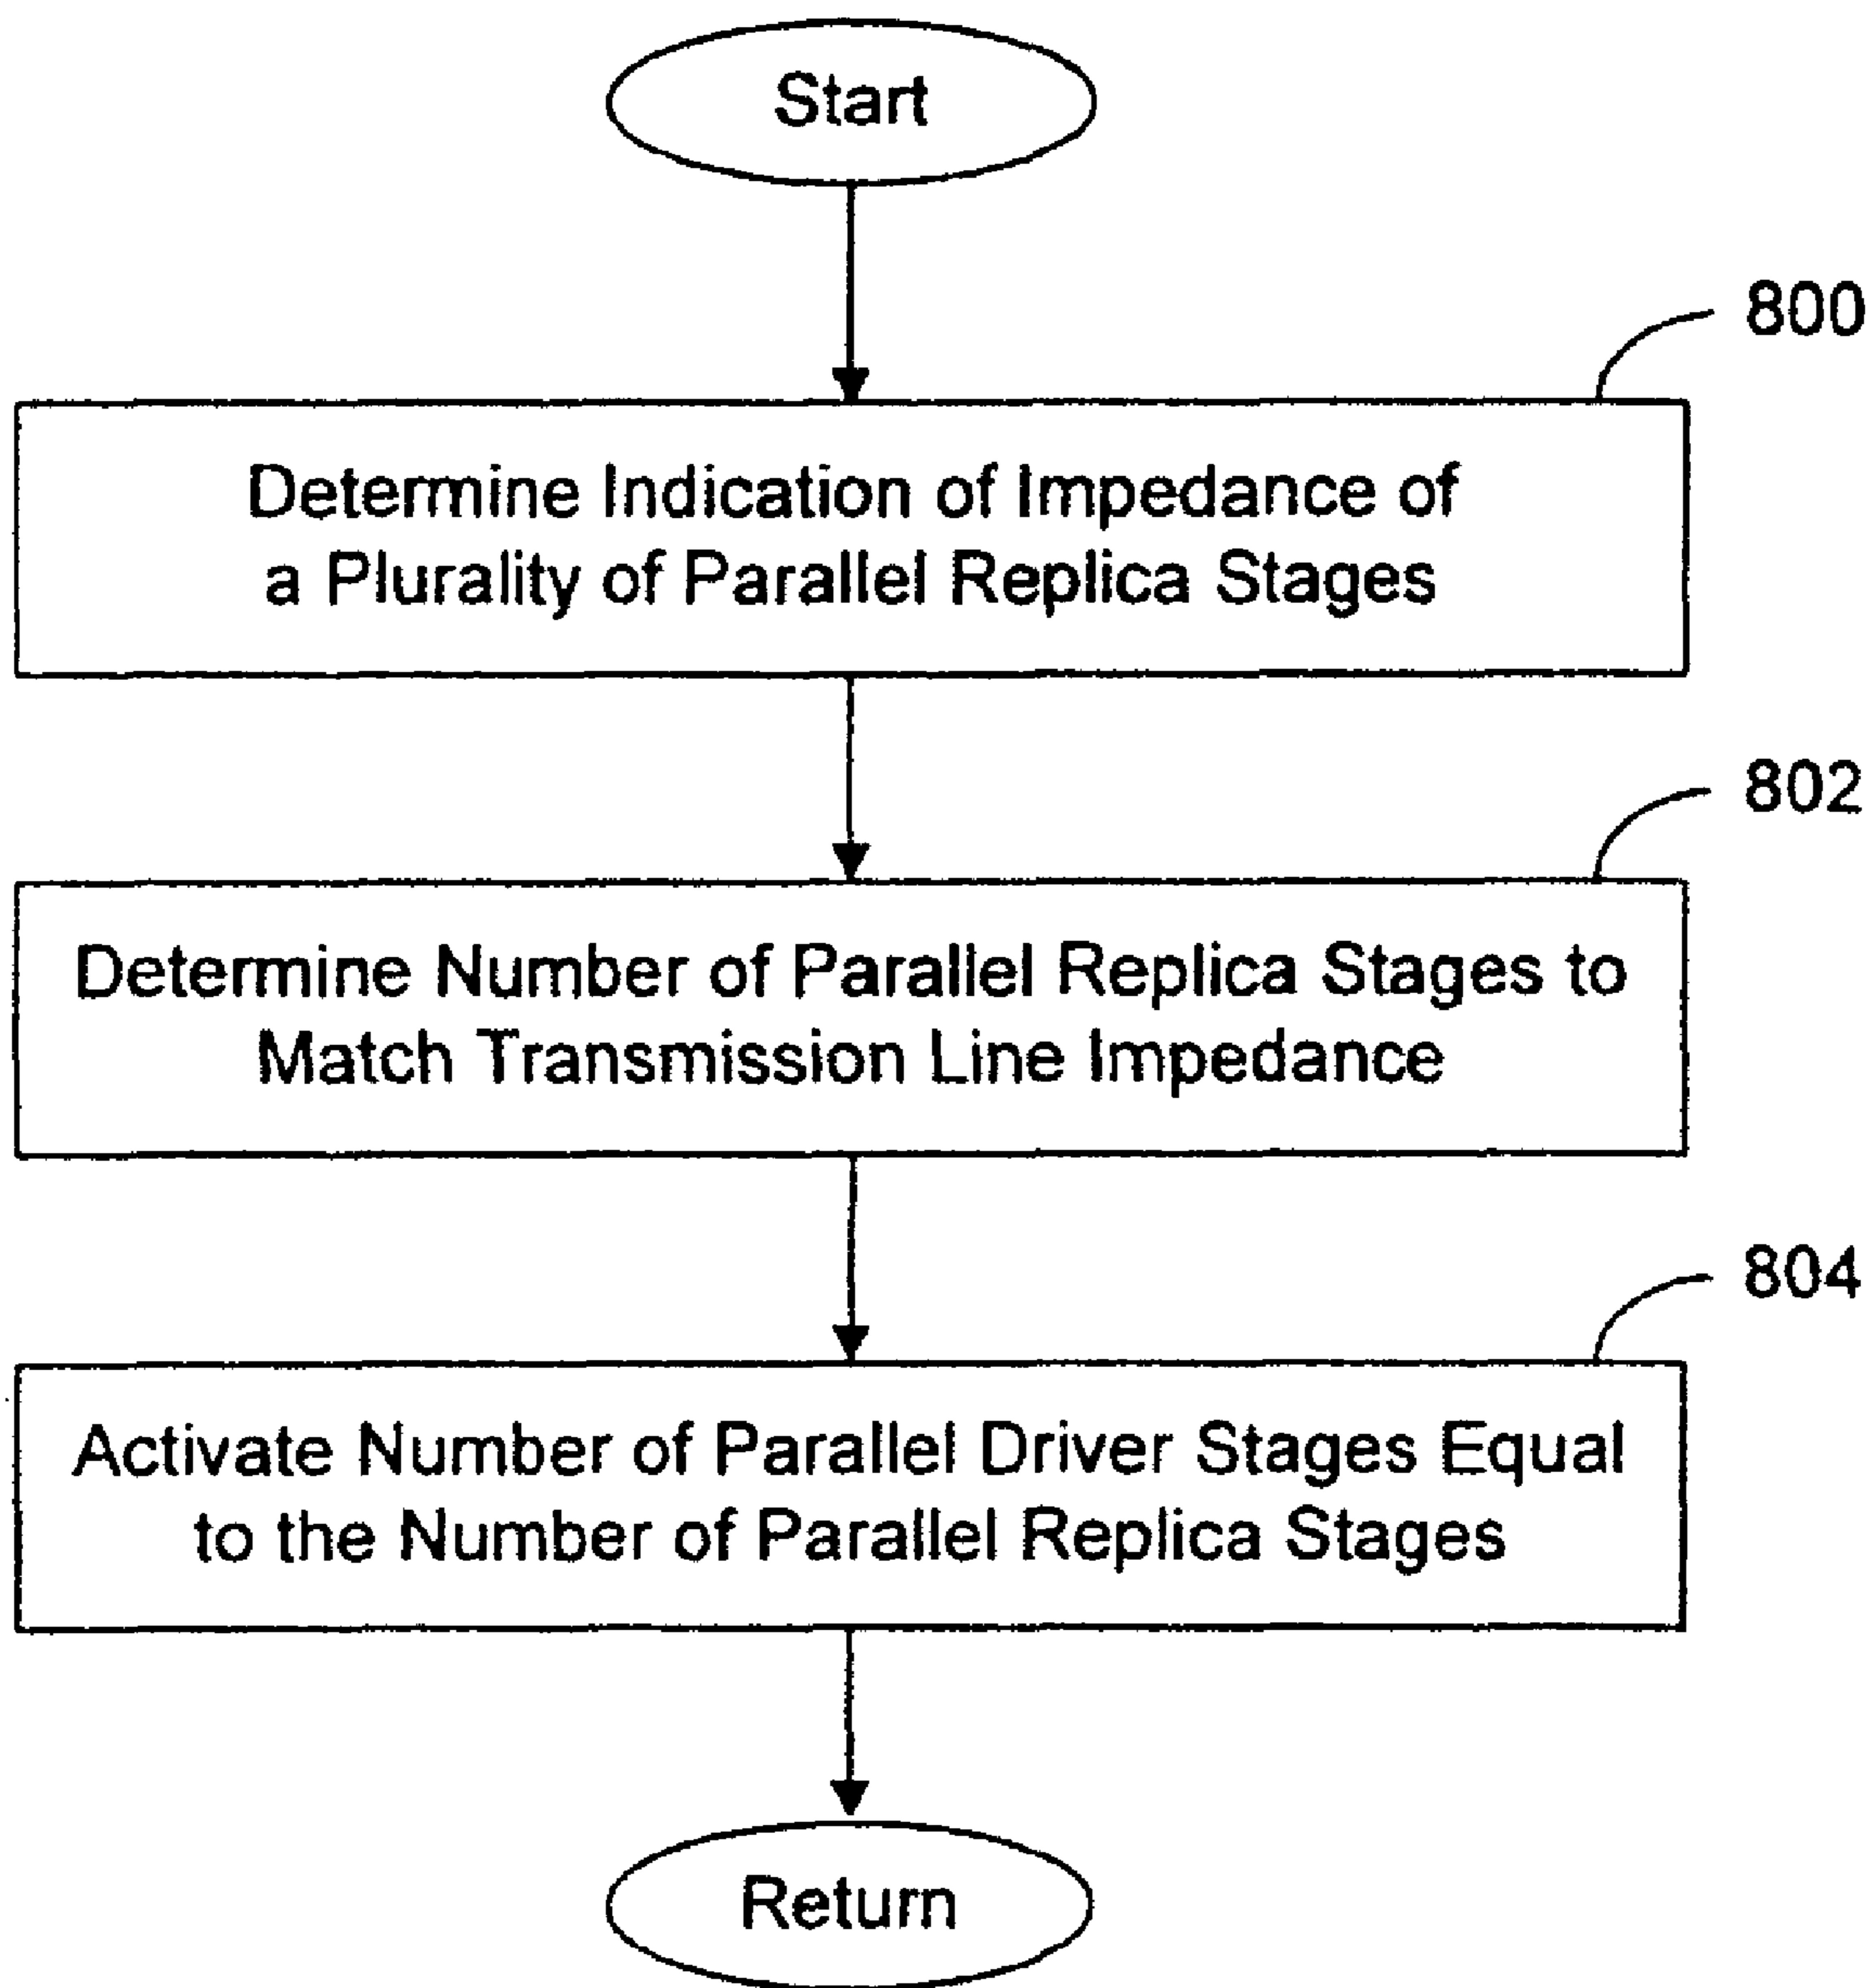 Start
800
Determine Indication of Impedance of
a Plurality of Parallel Replica Stages
802
Determine Number of Parallel Replica Stages to
Match Transmission Line Impedance
804
Activate Number of Parallel Driver Stages Equal
to the Number of Parallel Replica Stages
Return